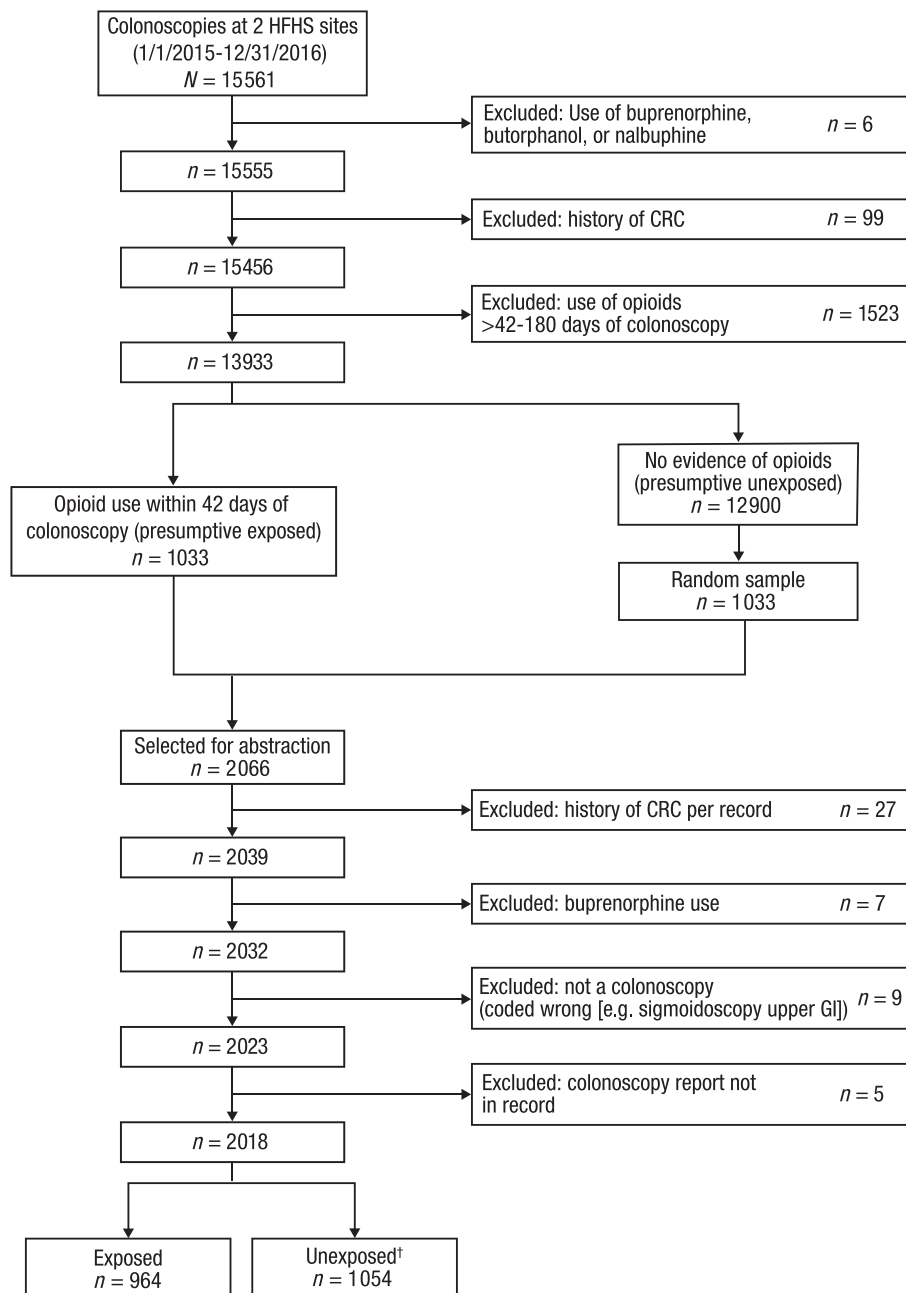 Colonoscopies at 2 HFHS sites
(1/1/2015-12/31/2016)
N = 15561
Excluded: Use of buprenorphine,
butorphanol, or nalbuphine
n = 6
n = 15555
Excluded: history of CRC
n = 99
n = 15456
Excluded: use of opioids
>42-180 days of colonoscopy
n = 1523
n = 13933
Opioid use within 42 days of
colonoscopy (presumptive exposed)
n = 1033
No evidence of opioids
(presumptive unexposed)
n = 12900
Random sample
n = 1033
Selected for abstraction
n = 2066
Excluded: history of CRC per record
n = 27
n = 2039
Excluded: buprenorphine use
n = 7
n = 2032
Excluded: not a colonoscopy
(coded wrong [e.g. sigmoidoscopy upper GI])
n = 9
n = 2023
Excluded: colonoscopy report not
in record
n = 5
n = 2018
Exposed
n = 964
Unexposed†
n = 1054